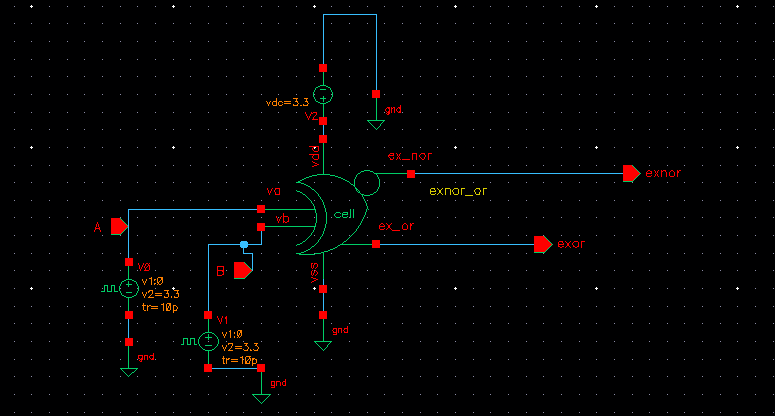 vdc=3.3
V2
gnd
vdd
ex_nor
exnor
exnor_or
va
vb
cell
ex_or
exor
A
B
vss
V0
v1:0
v2=3.3
tr=10p
gnd
V1
v1:0
v2=3.3
tr=10p
gnd
gnd